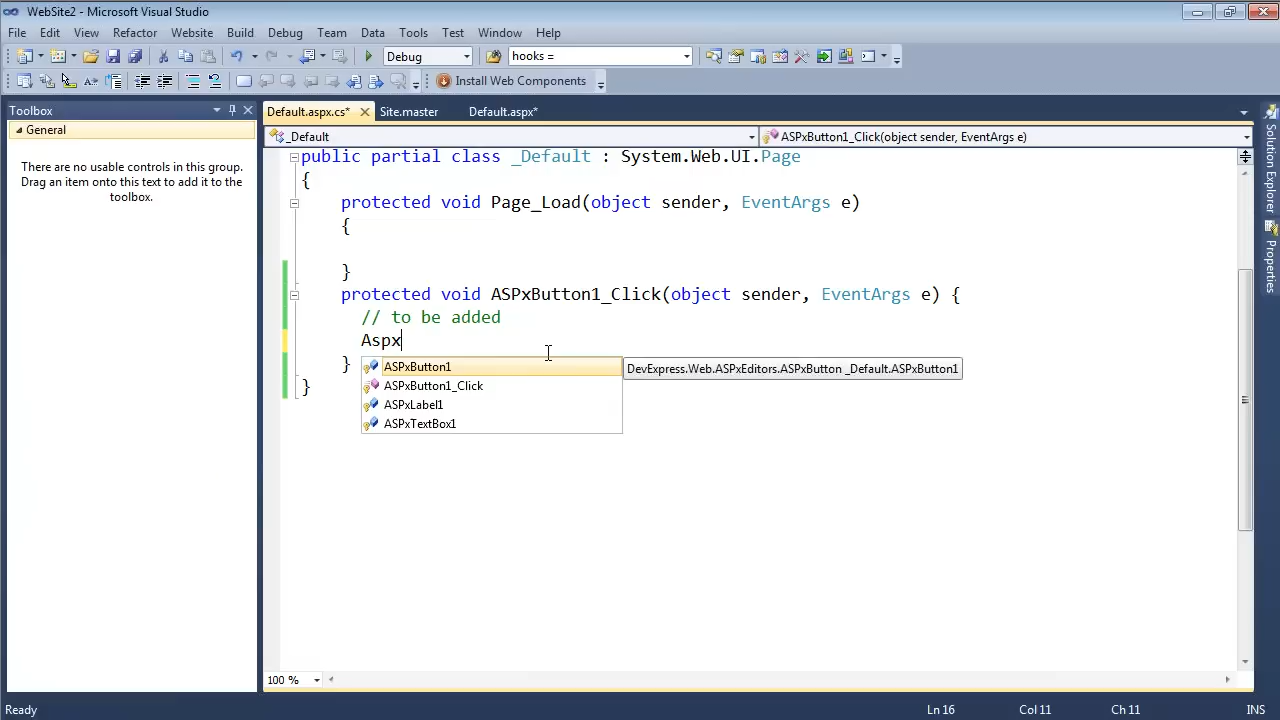 WebSite2 - Microsoft Visual Studio
File Edit View Refactor Website Build Debug Team Data Tools Test Window Help
Debug hooks =
Install Web Components
Toolbox
General
There are no usable controls in this group.
Drag an item onto this text to add it to the
toolbox.
Default.aspx.cs* Site.master Default.aspx*
_Default ASPxButton1_Click(object sender, EventArgs e)
public partial class _Default : System.Web.UI.Page
{
protected void Page_Load(object sender, EventArgs e)
{
}
protected void ASPxButton1_Click(object sender, EventArgs e) {
// to be added
Aspx
}
}
ASPxButton1
ASPxButton1_Click
ASPxLabel1
ASPxTextBox1
DevExpress.Web.ASPxEditors.ASPxButton _Default.ASPxButton1
Solution Explorer
Properties
100 %
Ready Ln 16 Col 11 Ch 11 INS